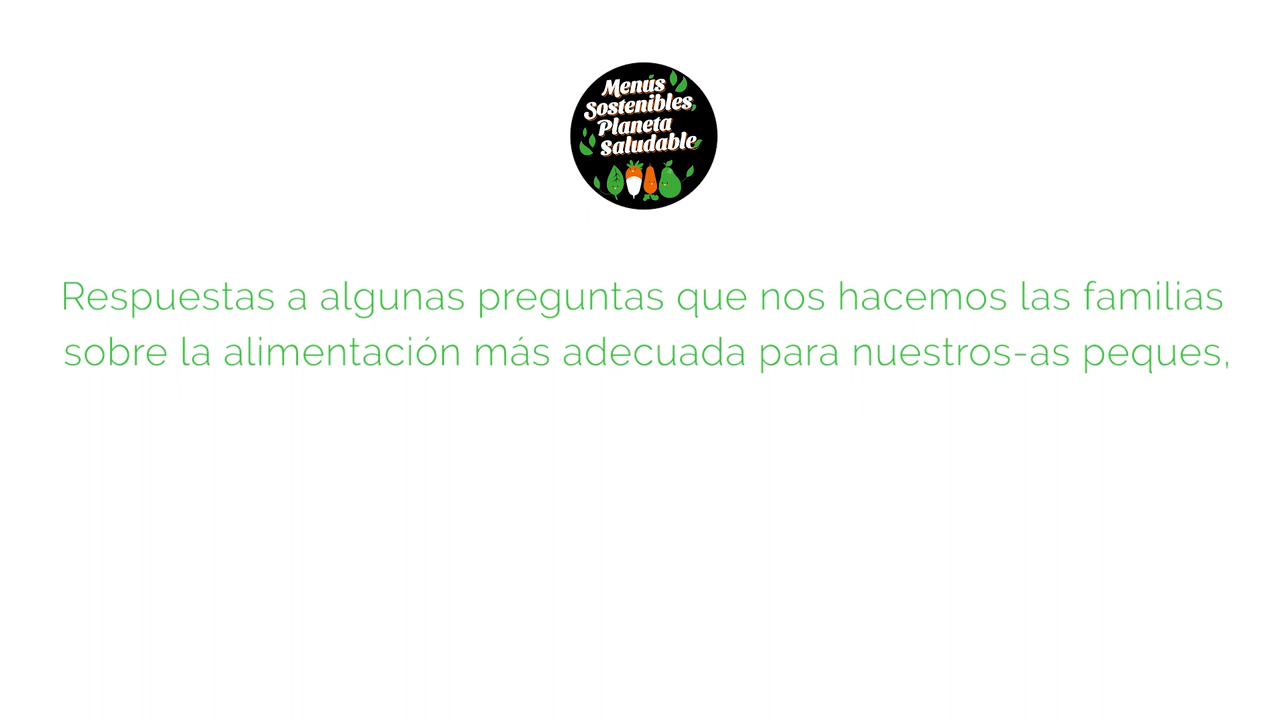 Menús
Sostenibles,
Planeta
Saludable
Respuestas a algunas preguntas que nos hacemos las familias
sobre la alimentación más adecuada para nuestros-as peques,